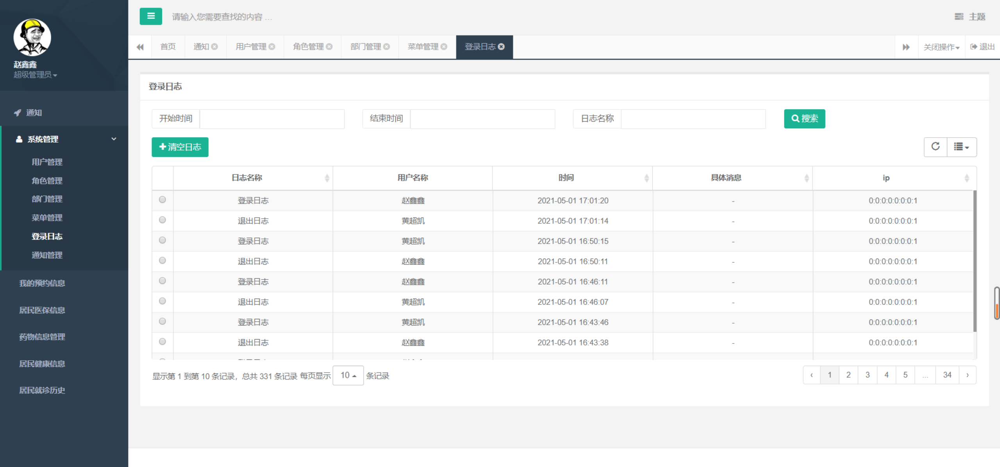 请输入您需要查找的内容 ...
主题
赵鑫鑫
超级管理员
首页 通知 用户管理 角色管理 部门管理 菜单管理 登录日志 关闭操作 退出
登录日志
通知
系统管理
用户管理
角色管理
部门管理
菜单管理
登录日志
通知管理
我的预约信息
居民医保信息
药物信息管理
居民健康信息
居民就诊历史
开始时间 结束时间 日志名称 搜索
清空日志
日志名称 用户名称 时间 具体消息 ip
登录日志 赵鑫鑫 2021-05-01 17:01:20 - 0:0:0:0:0:0:0:1
退出日志 黄超凯 2021-05-01 17:01:14 - 0:0:0:0:0:0:0:1
登录日志 黄超凯 2021-05-01 16:50:15 - 0:0:0:0:0:0:0:1
退出日志 赵鑫鑫 2021-05-01 16:50:11 - 0:0:0:0:0:0:0:1
登录日志 赵鑫鑫 2021-05-01 16:46:11 - 0:0:0:0:0:0:0:1
退出日志 黄超凯 2021-05-01 16:46:07 - 0:0:0:0:0:0:0:1
登录日志 黄超凯 2021-05-01 16:43:46 - 0:0:0:0:0:0:0:1
退出日志 赵鑫鑫 2021-05-01 16:43:38 - 0:0:0:0:0:0:0:1
显示第 1 到第 10 条记录，总共 331 条记录 每页显示 10 条记录
‹ 1 2 3 4 5 ... 34 ›